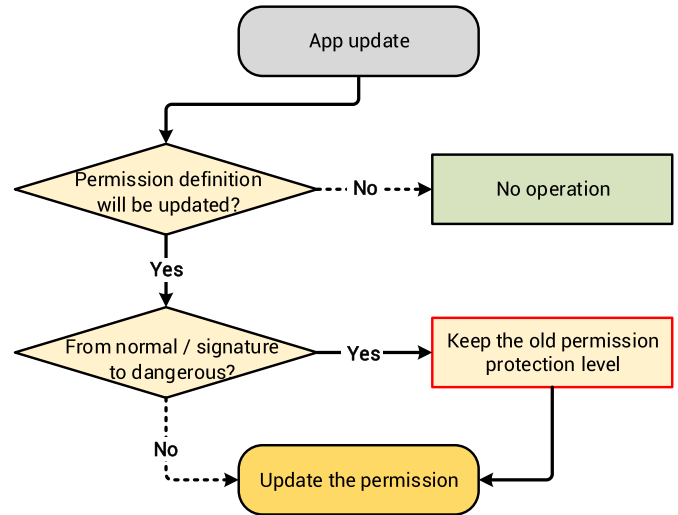 App update
Permission definition
will be updated?
No
No operation
Yes
From normal / signature
to dangerous?
Yes
Keep the old permission
protection level
No
Update the permission